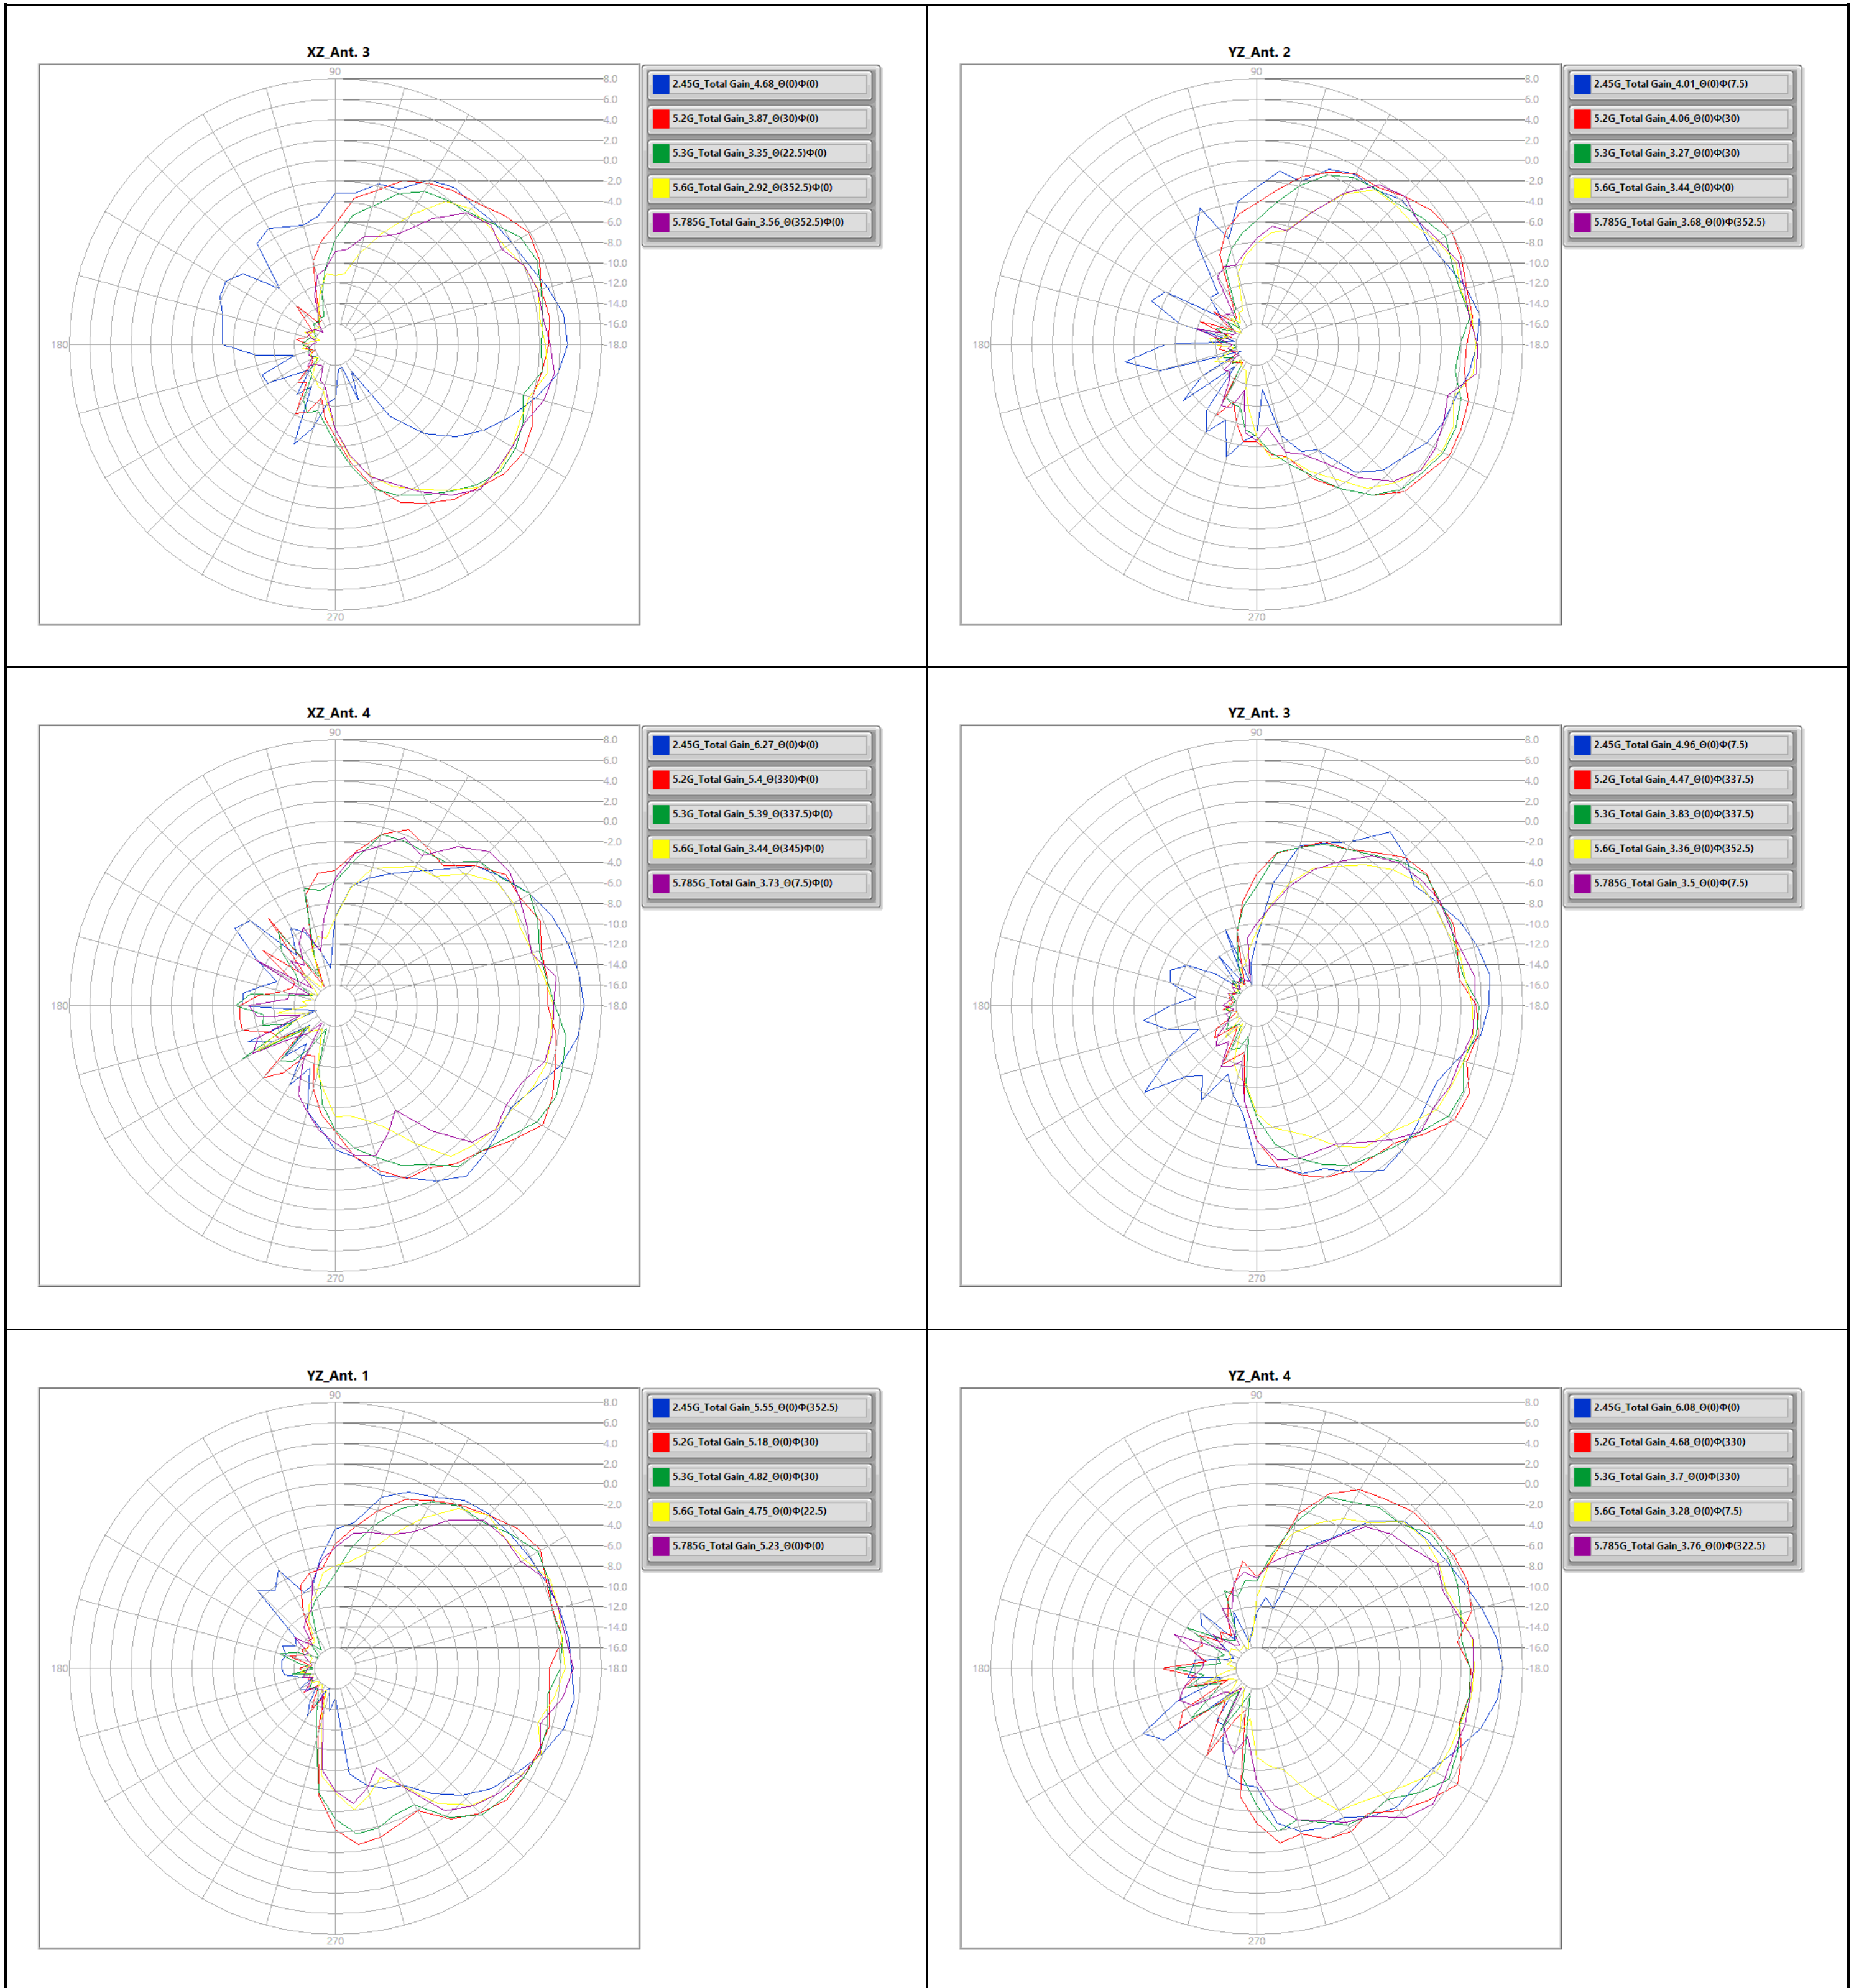 XZ_Ant. 3
90
8.0
6.0
4.0
2.0
0.0
-2.0
-4.0
-6.0
-8.0
-10.0
-12.0
-14.0
-16.0
-18.0
180
270
2.45G_Total Gain_4.68_Θ(0)Φ(0)
5.2G_Total Gain_3.87_Θ(30)Φ(0)
5.3G_Total Gain_3.35_Θ(22.5)Φ(0)
5.6G_Total Gain_2.92_Θ(352.5)Φ(0)
5.785G_Total Gain_3.56_Θ(352.5)Φ(0)
YZ_Ant. 2
90
8.0
6.0
4.0
2.0
0.0
-2.0
-4.0
-6.0
-8.0
-10.0
-12.0
-14.0
-16.0
-18.0
180
270
2.45G_Total Gain_4.01_Θ(0)Φ(7.5)
5.2G_Total Gain_4.06_Θ(0)Φ(30)
5.3G_Total Gain_3.27_Θ(0)Φ(30)
5.6G_Total Gain_3.44_Θ(0)Φ(0)
5.785G_Total Gain_3.68_Θ(0)Φ(352.5)
XZ_Ant. 4
90
8.0
6.0
4.0
2.0
0.0
-2.0
-4.0
-6.0
-8.0
-10.0
-12.0
-14.0
-16.0
-18.0
180
270
2.45G_Total Gain_6.27_Θ(0)Φ(0)
5.2G_Total Gain_5.4_Θ(330)Φ(0)
5.3G_Total Gain_5.39_Θ(337.5)Φ(0)
5.6G_Total Gain_3.44_Θ(345)Φ(0)
5.785G_Total Gain_3.73_Θ(7.5)Φ(0)
YZ_Ant. 3
90
8.0
6.0
4.0
2.0
0.0
-2.0
-4.0
-6.0
-8.0
-10.0
-12.0
-14.0
-16.0
-18.0
180
270
2.45G_Total Gain_4.96_Θ(0)Φ(7.5)
5.2G_Total Gain_4.47_Θ(0)Φ(337.5)
5.3G_Total Gain_3.83_Θ(0)Φ(337.5)
5.6G_Total Gain_3.36_Θ(0)Φ(352.5)
5.785G_Total Gain_3.5_Θ(0)Φ(7.5)
YZ_Ant. 1
90
8.0
6.0
4.0
2.0
0.0
-2.0
-4.0
-6.0
-8.0
-10.0
-12.0
-14.0
-16.0
-18.0
180
270
2.45G_Total Gain_5.55_Θ(0)Φ(352.5)
5.2G_Total Gain_5.18_Θ(0)Φ(30)
5.3G_Total Gain_4.82_Θ(0)Φ(30)
5.6G_Total Gain_4.75_Θ(0)Φ(22.5)
5.785G_Total Gain_5.23_Θ(0)Φ(0)
YZ_Ant. 4
90
8.0
6.0
4.0
2.0
0.0
-2.0
-4.0
-6.0
-8.0
-10.0
-12.0
-14.0
-16.0
-18.0
180
270
2.45G_Total Gain_6.08_Θ(0)Φ(0)
5.2G_Total Gain_4.68_Θ(0)Φ(330)
5.3G_Total Gain_3.7_Θ(0)Φ(330)
5.6G_Total Gain_3.28_Θ(0)Φ(7.5)
5.785G_Total Gain_3.76_Θ(0)Φ(322.5)